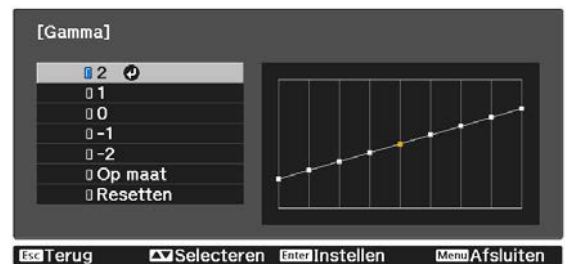 [Gamma]
2
1
0
-1
-2
Op maat
Resetten
Esc Terug Selecteren Enter Instellen Menu Afsluiten